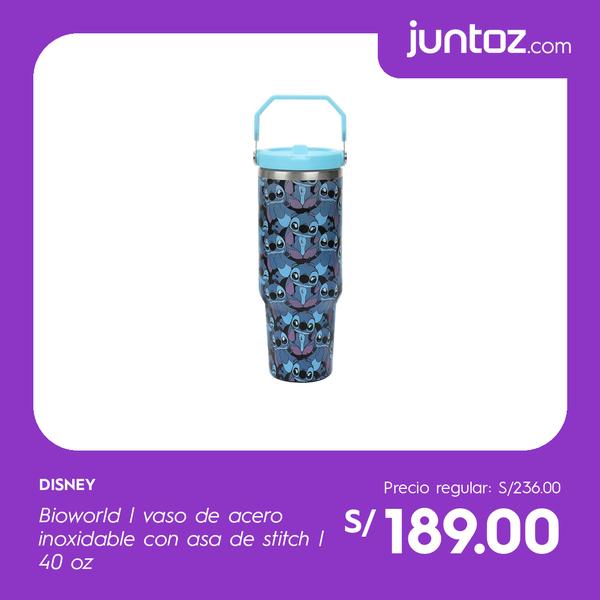 juntoz.com
DISNEY
Bioworld | vaso de acero
inoxidable con asa de stitch |
40 oz
Precio regular: S/236.00
S/189.00